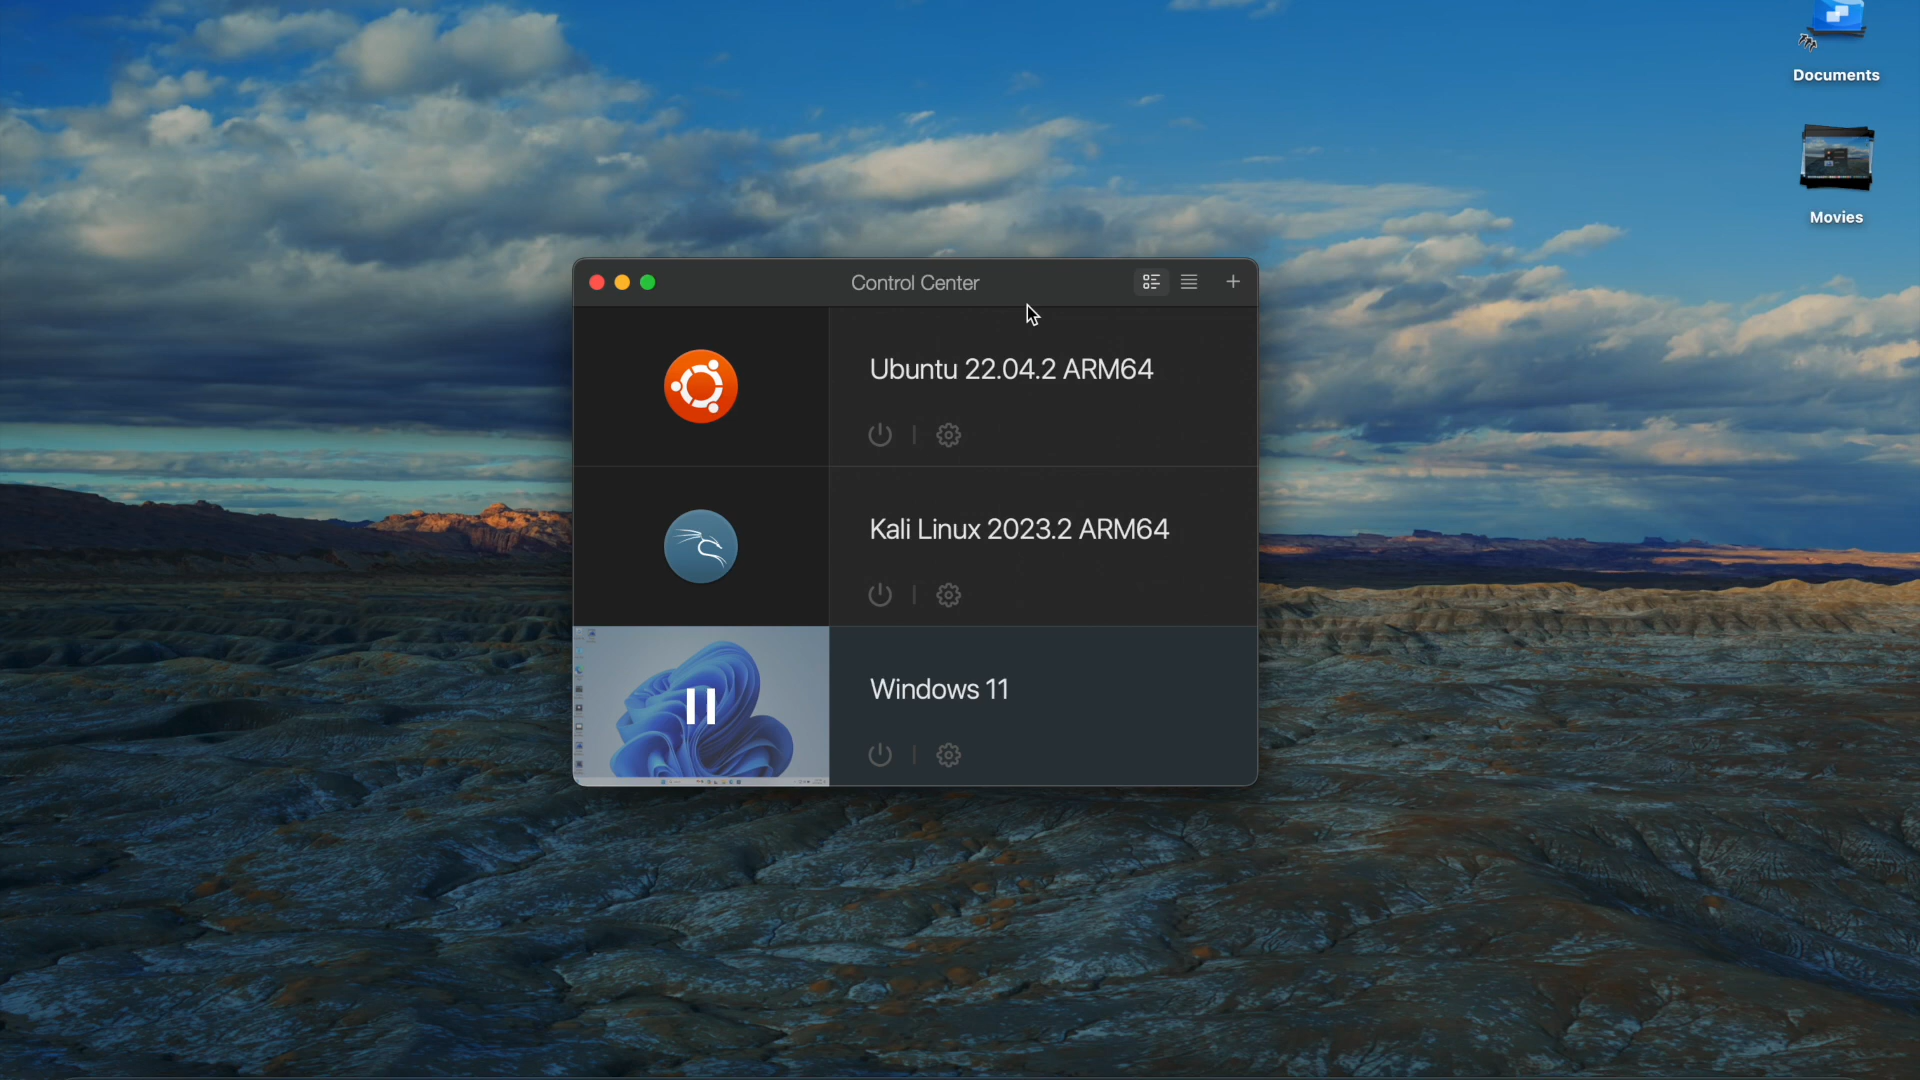 Documents
Movies
Control Center
Ubuntu 22.04.2 ARM64
Kali Linux 2023.2 ARM64
Windows 11